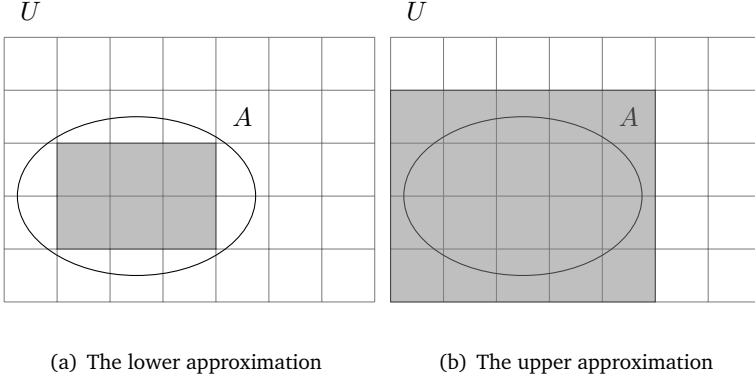 U
U
A
A
(a) The lower approximation
(b) The upper approximation